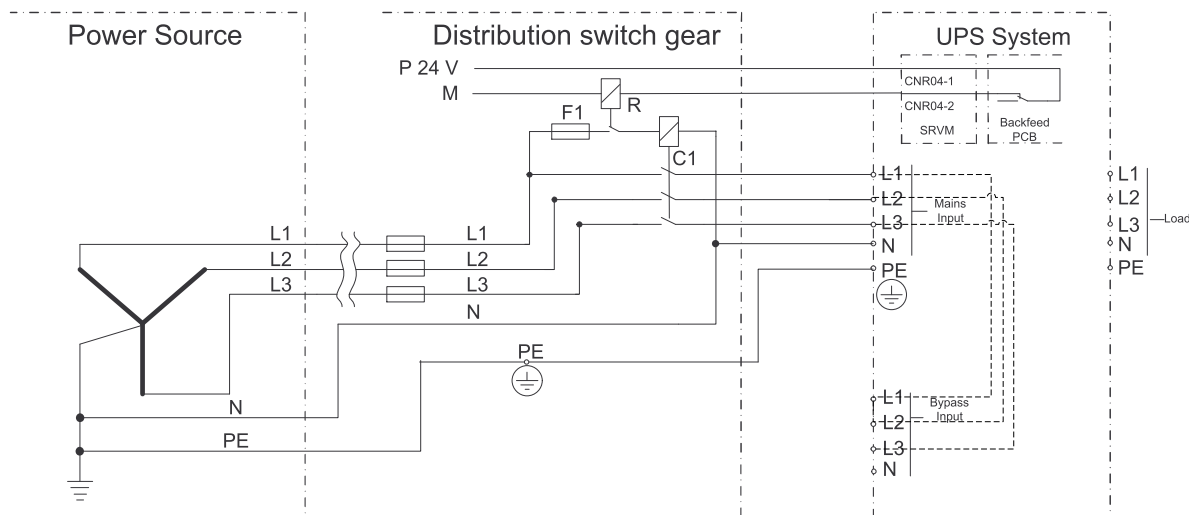 Power Source
Distribution switch gear
UPS System
P 24 V
M
R
F1
C1
CNR04-1
CNR04-2
SRVM
Backfeed
PCB
L1
L2
L3
N
PE
Mains
Input
L1
L2
L3
N
PE
Load
L1
L2
L3
L1
L2
L3
N
PE
N
PE
L1
L2
L3
N
Bypass
Input